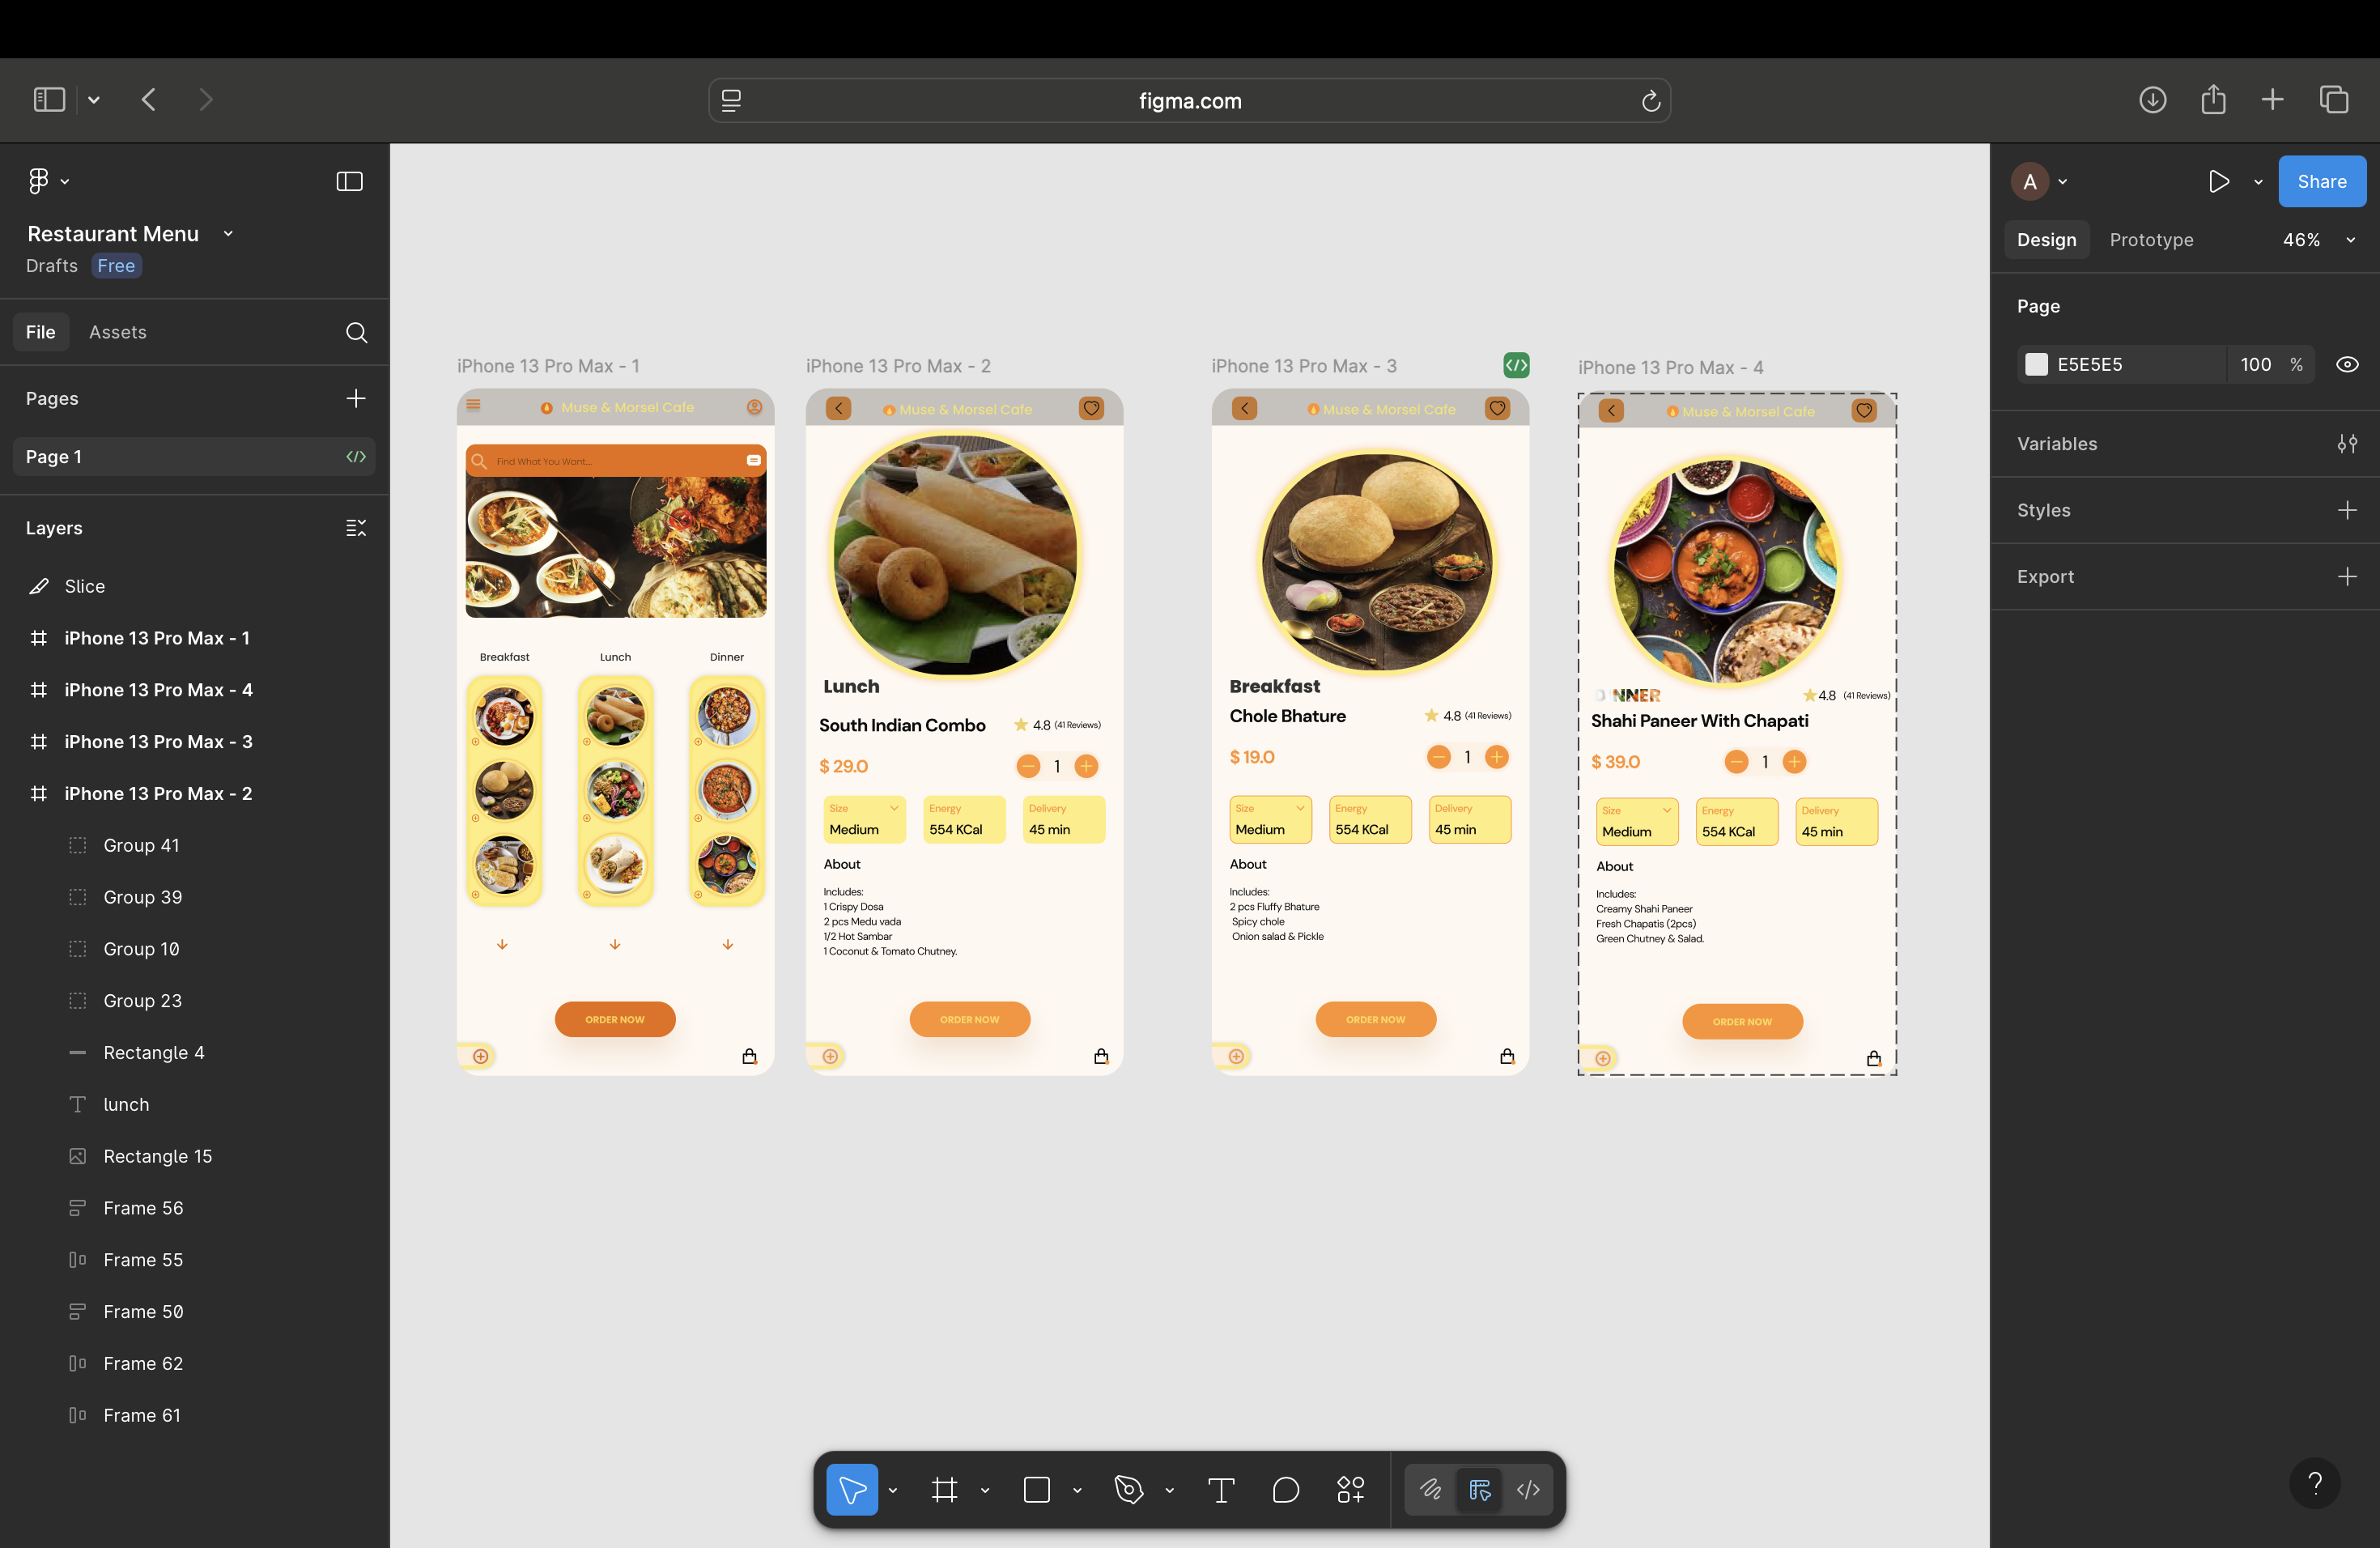 figma.com
Restaurant Menu
Drafts Free
File Assets
Pages
Page 1
Layers
Slice
iPhone 13 Pro Max - 1
iPhone 13 Pro Max - 4
iPhone 13 Pro Max - 3
iPhone 13 Pro Max - 2
Group 41
Group 39
Group 10
Group 23
Rectangle 4
lunch
Rectangle 15
Frame 56
Frame 55
Frame 50
Frame 62
Frame 61
iPhone 13 Pro Max - 1
Muse & Morsel Cafe
Find What You Want...
Breakfast Lunch Dinner
ORDER NOW
iPhone 13 Pro Max - 2
Muse & Morsel Cafe
Lunch
South Indian Combo 4.8 (41 Reviews)
$ 29.0 1
Size Energy Delivery
Medium 554 KCal 45 min
About
Includes:
1 Crispy Dosa
2 pcs Medu vada
1/2 Hot Sambar
1 Coconut & Tomato Chutney.
ORDER NOW
iPhone 13 Pro Max - 3
Muse & Morsel Cafe
Breakfast
Chole Bhature 4.8 (41 Reviews)
$ 19.0 1
Size Energy Delivery
Medium 554 KCal 45 min
About
Includes:
2 pcs Fluffy Bhature
Spicy chole
Onion salad & Pickle
ORDER NOW
iPhone 13 Pro Max - 4
Muse & Morsel Cafe
DINNER 4.8 (41 Reviews)
Shahi Paneer With Chapati
$ 39.0 1
Size Energy Delivery
Medium 554 KCal 45 min
About
Includes:
Creamy Shahi Paneer
Fresh Chapatis (2pcs)
Green Chutney & Salad.
ORDER NOW
A Share
Design Prototype 46%
Page
E5E5E5 100 %
Variables
Styles
Export
?